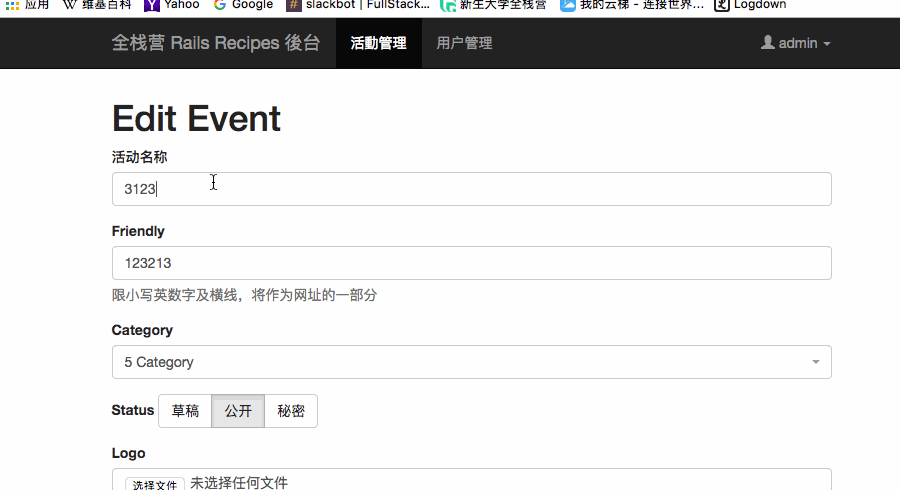 应用 维基百科 Yahoo Google slackbot | FullStack... 新生大学全栈营 我的云梯 - 连接世界... Logdown
全栈营 Rails Recipes 後台 活動管理 用户管理 admin
Edit Event
活动名称
3123
Friendly
123213
限小写英数字及横线，将作为网址的一部分
Category
5 Category
Status 草稿 公开 秘密
Logo
选择文件 未选择任何文件